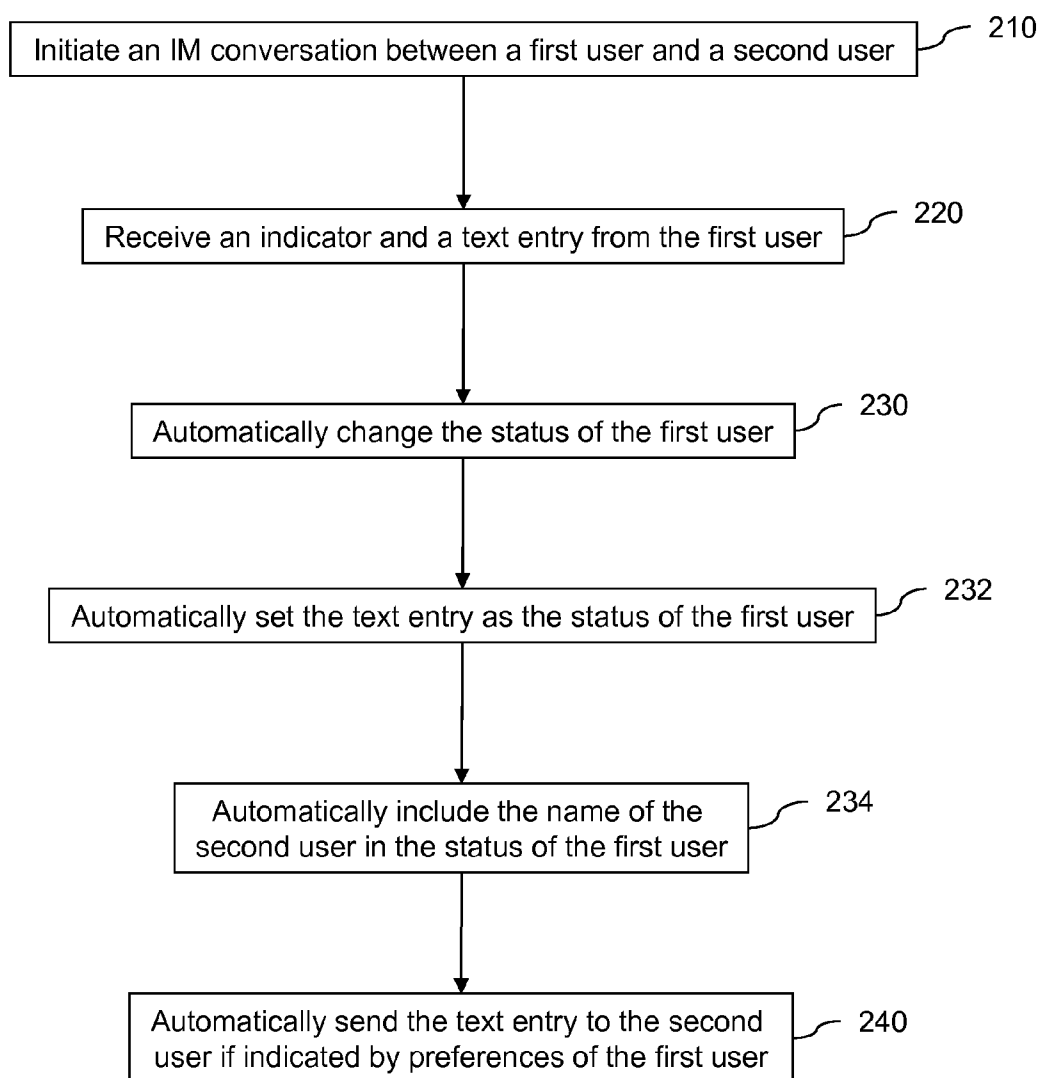 210
Initiate an IM conversation between a first user and a second user
220
Receive an indicator and a text entry from the first user
230
Automatically change the status of the first user
232
Automatically set the text entry as the status of the first user
234
Automatically include the name of the
second user in the status of the first user
240
Automatically send the text entry to the second
user if indicated by preferences of the first user